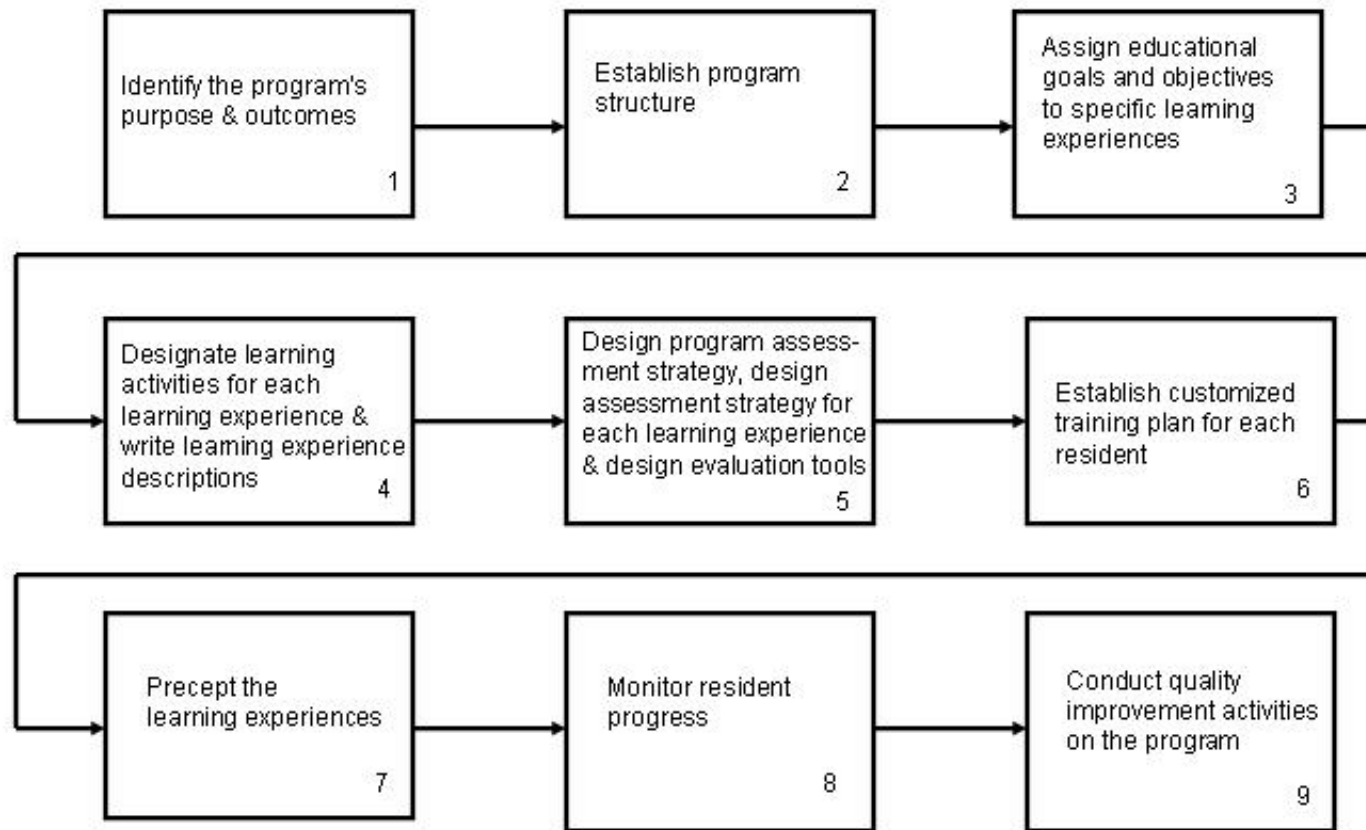 Identify the program's
purpose & outcomes
1
Establish program
structure
2
Assign educational
goals and objectives
to specific learning
experiences
3
Designate learning
activities for each
learning experience &
write learning experience
descriptions
4
Design program assess-
ment strategy, design
assessment strategy for
each learning experience
& design evaluation tools
5
Establish customized
training plan for each
resident
6
Precept the
learning experiences
7
Monitor resident
progress
8
Conduct quality
improvement activities
on the program
9